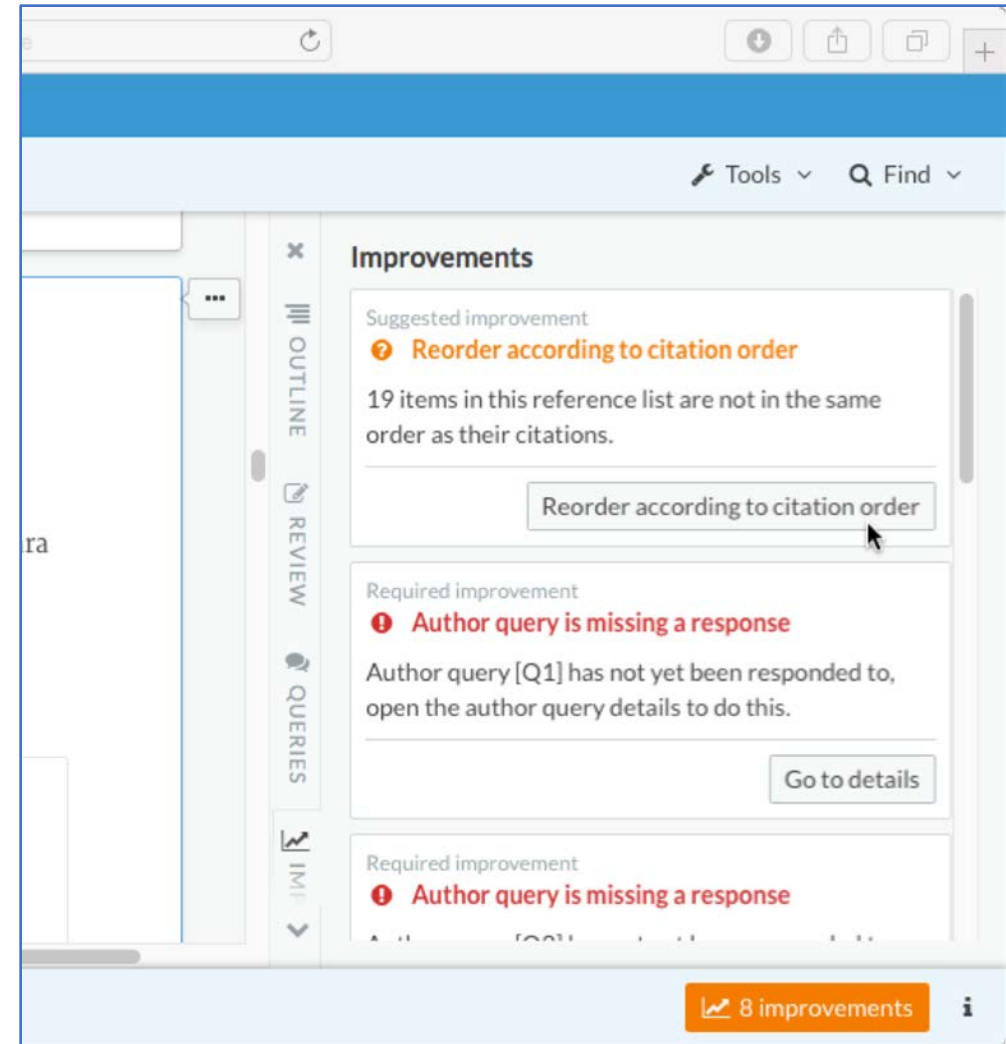 Tools Find
Improvements
OUTLINE
REVIEW
QUERIES
Suggested improvement
Reorder according to citation order
19 items in this reference list are not in the same
order as their citations.
Reorder according to citation order
ra
Required improvement
Author query is missing a response
Author query [Q1] has not yet been responded to,
open the author query details to do this.
Go to details
Required improvement
Author query is missing a response
8 improvements